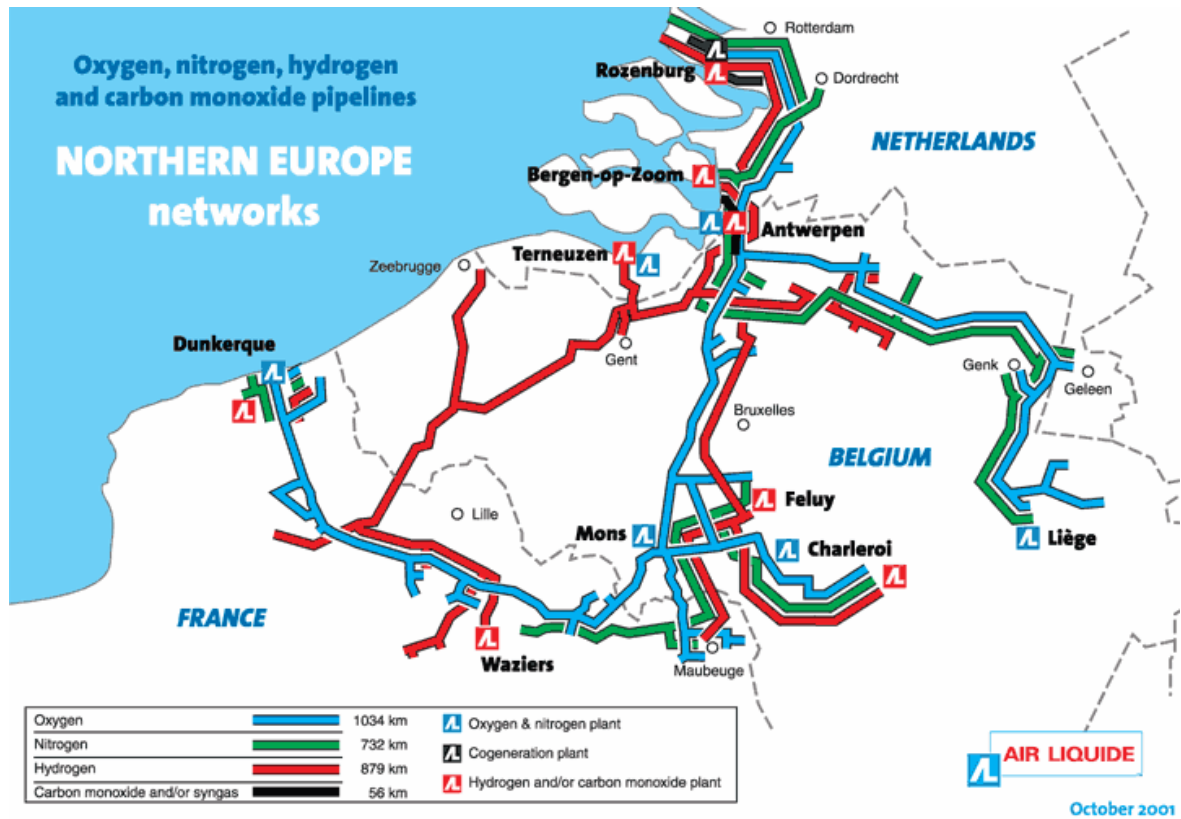 Oxygen, nitrogen, hydrogen
and carbon monoxide pipelines
NORTHERN EUROPE
networks
Rotterdam
Rozenburg
Dordrecht
NETHERLANDS
Bergen-op-Zoom
Antwerpen
Terneuzen
Zeebrugge
Dunkerque
Gent
Genk
Geleen
Bruxelles
BELGIUM
Feluy
Lille
Mons
Charleroi
Liège
FRANCE
Waziers
Maubeuge
Oxygen 1034 km
Nitrogen 732 km
Hydrogen 879 km
Carbon monoxide and/or syngas 56 km
Oxygen & nitrogen plant
Cogeneration plant
Hydrogen and/or carbon monoxide plant
AIR LIQUIDE
October 2001